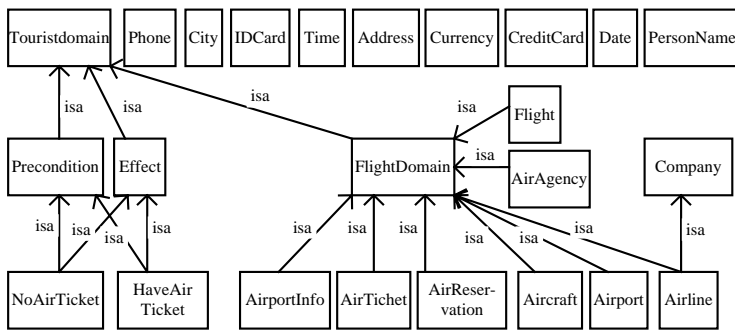 Touristdomain
Phone
City
IDCard
Time
Address
Currency
CreditCard
Date
PersonName
isa
isa
isa
isa
Flight
Precondition
Effect
FlightDomain
isa
AirAgency
Company
isa
isa
isa
isa
isa
isa
isa
isa
isa
isa
isa
NoAirTicket
HaveAir
Ticket
AirportInfo
AirTichet
AirReser-
vation
Aircraft
Airport
Airline